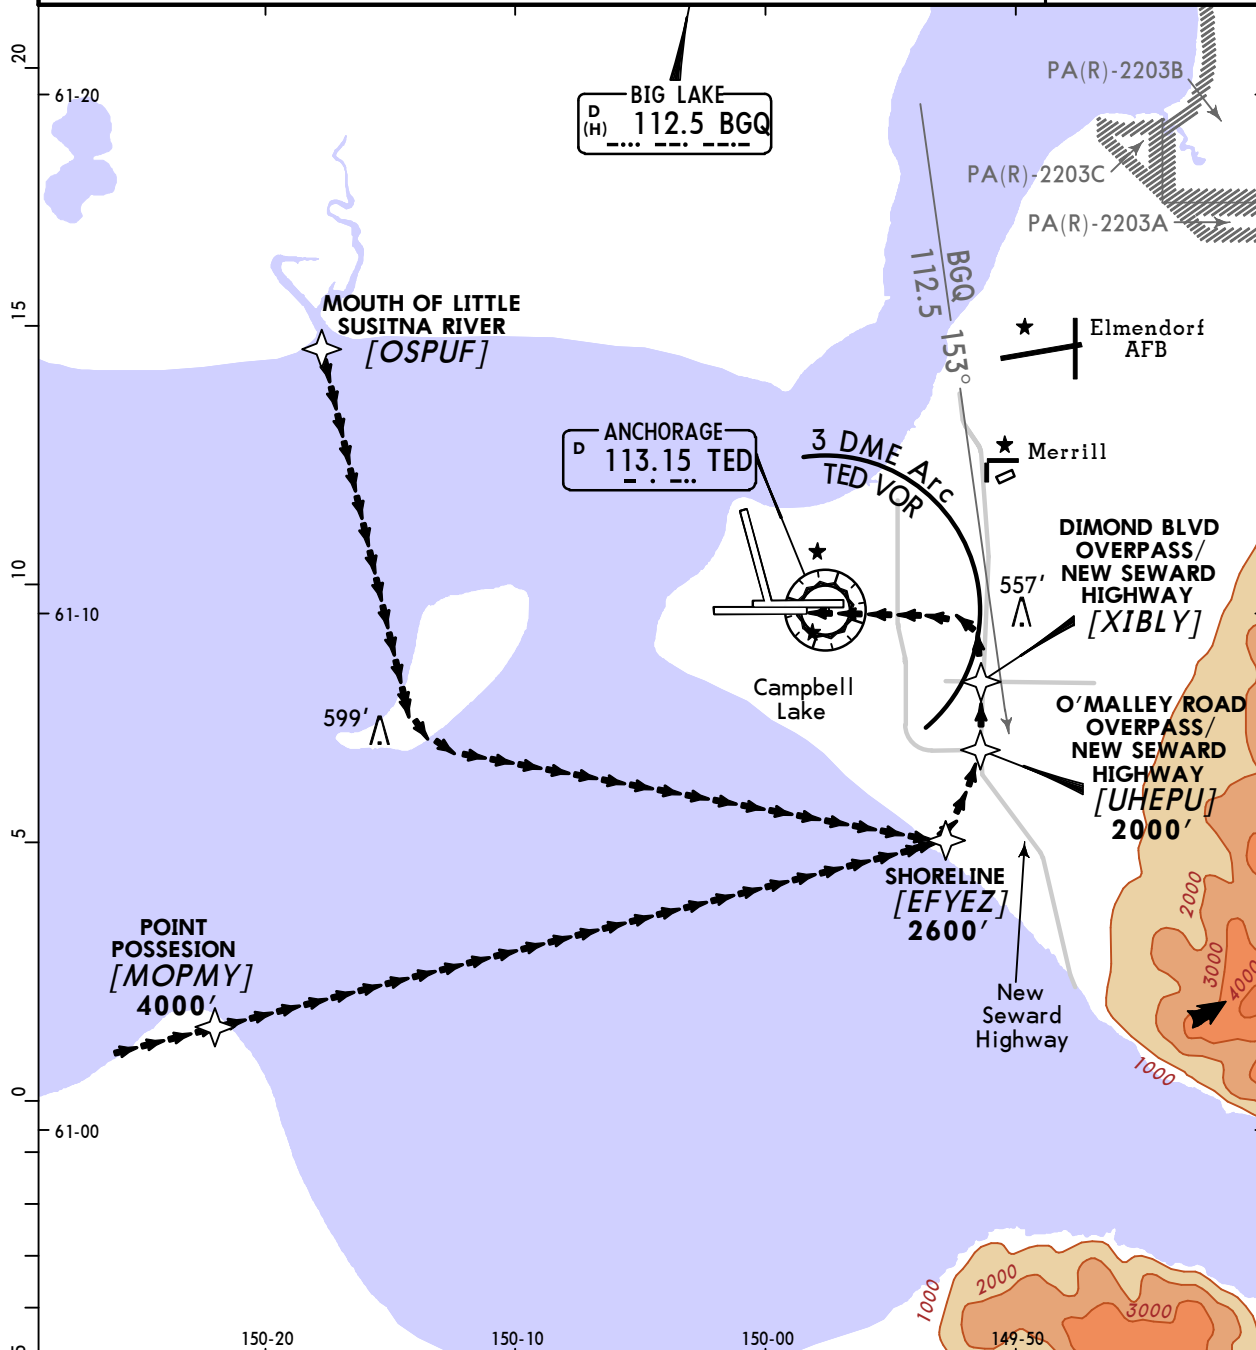 20
61-20
BIG LAKE
D
(H) 112.5 BGQ
PA(R)-2203B
PA(R)-2203C
PA(R)-2203A
BGQ
112.5 153°
15
MOUTH OF LITTLE
SUSITNA RIVER
[OSPUF]
Elmendorf
AFB
ANCHORAGE
D 113.15 TED
3 DME Arc
TED VOR
Merrill
DIMOND BLVD
OVERPASS/
NEW SEWARD
HIGHWAY
[XIBLY]
557'
10
61-10
Campbell
Lake
599'
O'MALLEY ROAD
OVERPASS/
NEW SEWARD
HIGHWAY
[UHEPU]
2000'
5
SHORELINE
[EFYEZ]
2600'
POINT
POSSESION
[MOPMY]
4000'
2000
3000
4000
1000
New
Seward
Highway
0
61-00
1000
2000
3000
5
150-20
150-10
150-00
149-50